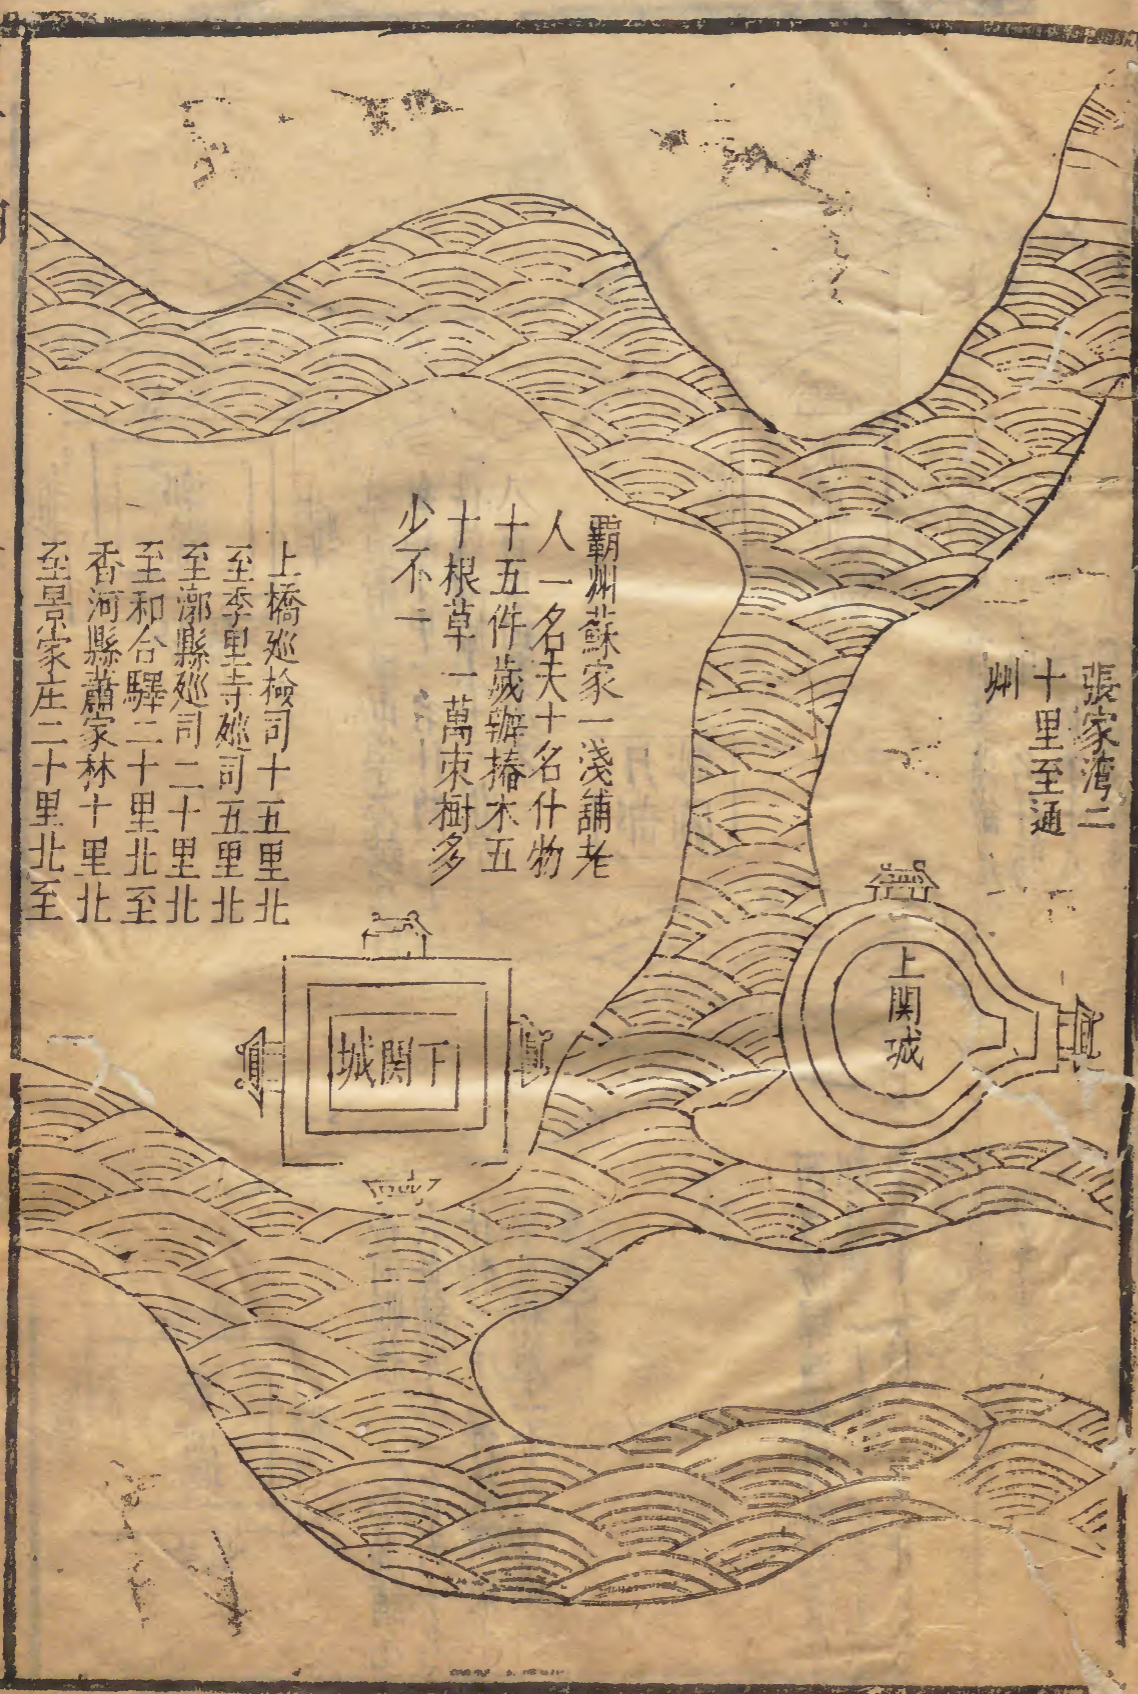 張家湾二
十里至通
州
上関城
覇州蘇家一淺舖老
人一名夫十名什物
十五件歲辦椿木五
十根草一萬束樹多
少不一
下関城
上橋廵檢司十五里北
至季里寺廵司五里北
至漷縣廵司二十里北
至和合驛二十里北至
香河縣蕭家林十里北
至景家庄二十里北至